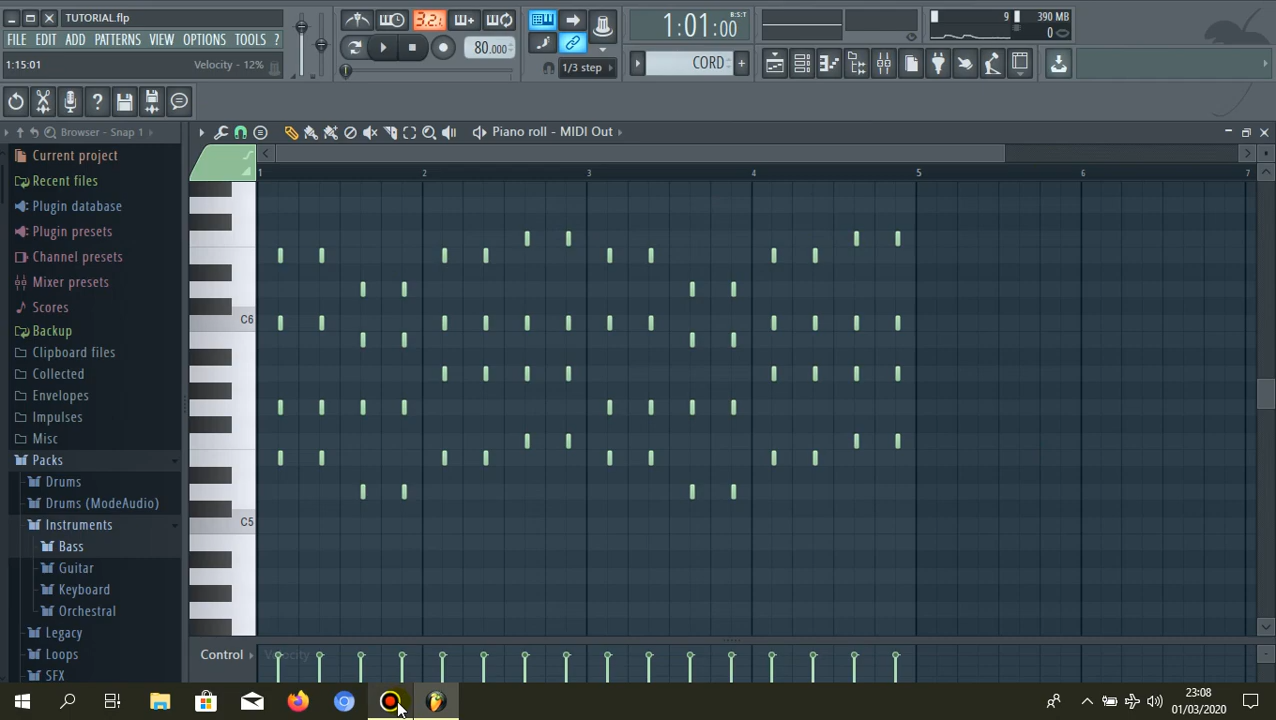 TUTORIAL.flp
FILE EDIT ADD PATTERNS VIEW OPTIONS TOOLS ?
1:15:01 Velocity - 12%
3.2.
80.000
1/3 step
1:01:00 B:S:T
CORD
9 390 MB
0
Browser - Snap 1
Piano roll - MIDI Out
Current project
Recent files
Plugin database
Plugin presets
Channel presets
Mixer presets
Scores
Backup
Clipboard files
Collected
Envelopes
Impulses
Misc
Packs
Drums
Drums (ModeAudio)
Instruments
Bass
Guitar
Keyboard
Orchestral
Legacy
Loops
SFX
1 2 3 4 5 6 7
C6
C5
Control Velocity
23:08
01/03/2020